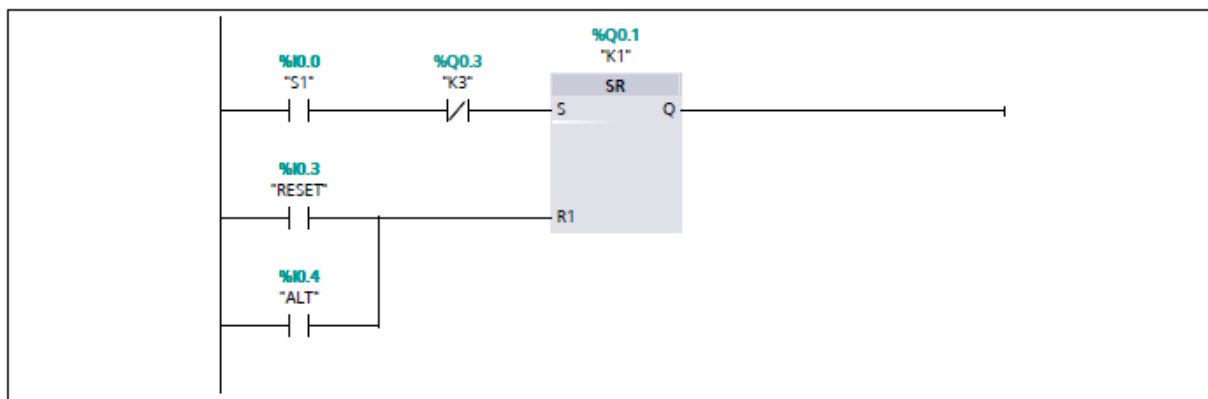 %Q0.1
"K1"
%I0.0
"S1"
%Q0.3
"K3"
SR
S
Q
%I0.3
"RESET"
R1
%I0.4
"ALT"